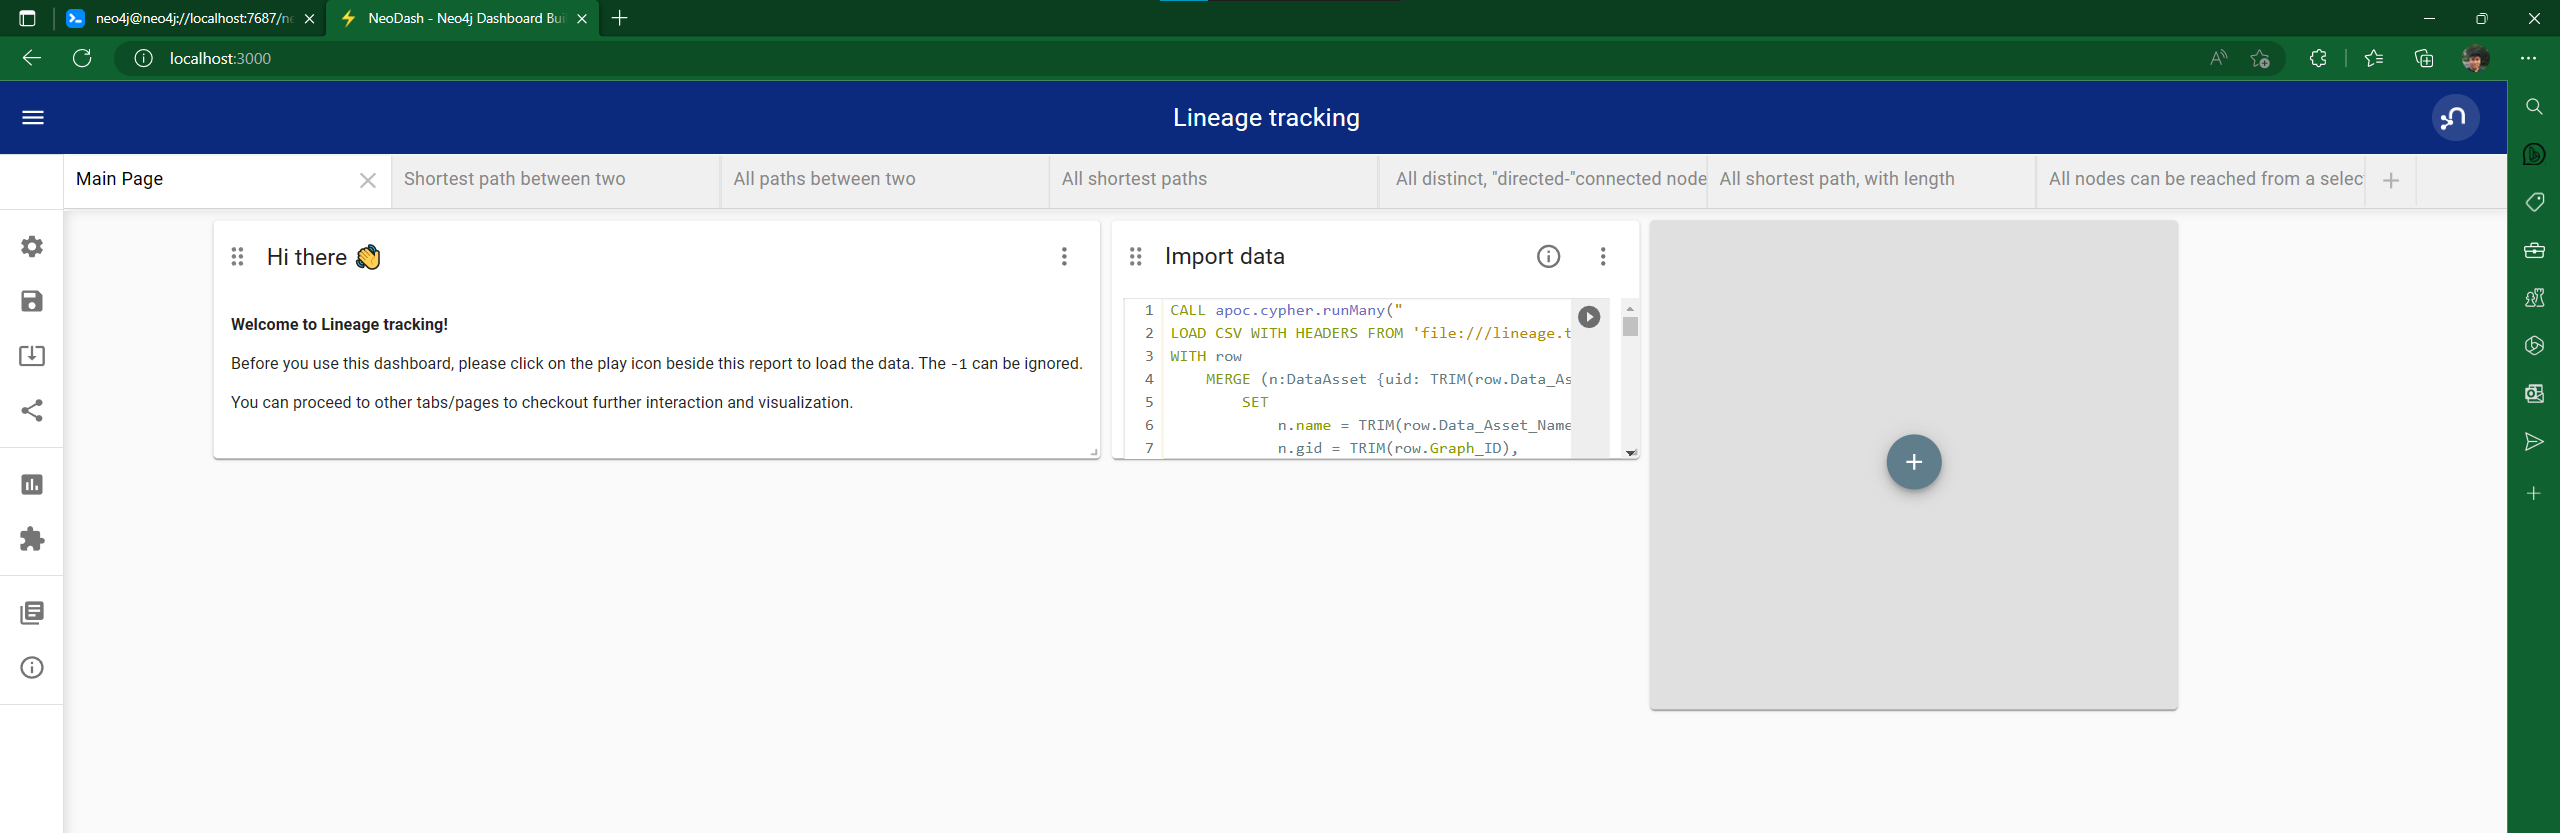 neo4j@neo4j://localhost:7687/ne
NeoDash - Neo4j Dashboard Bui
localhost:3000
Lineage tracking
Main Page
Shortest path between two
All paths between two
All shortest paths
All distinct, "directed-"connected node
All shortest path, with length
All nodes can be reached from a selec
Hi there 👋
Welcome to Lineage tracking!
Before you use this dashboard, please click on the play icon beside this report to load the data. The -1 can be ignored.
You can proceed to other tabs/pages to checkout further interaction and visualization.
Import data
1 CALL apoc.cypher.runMany("
2 LOAD CSV WITH HEADERS FROM 'file:///lineage.t
3 WITH row
4 MERGE (n:DataAsset {uid: TRIM(row.Data_As
5 SET
6 n.name = TRIM(row.Data_Asset_Name
7 n.gid = TRIM(row.Graph_ID),